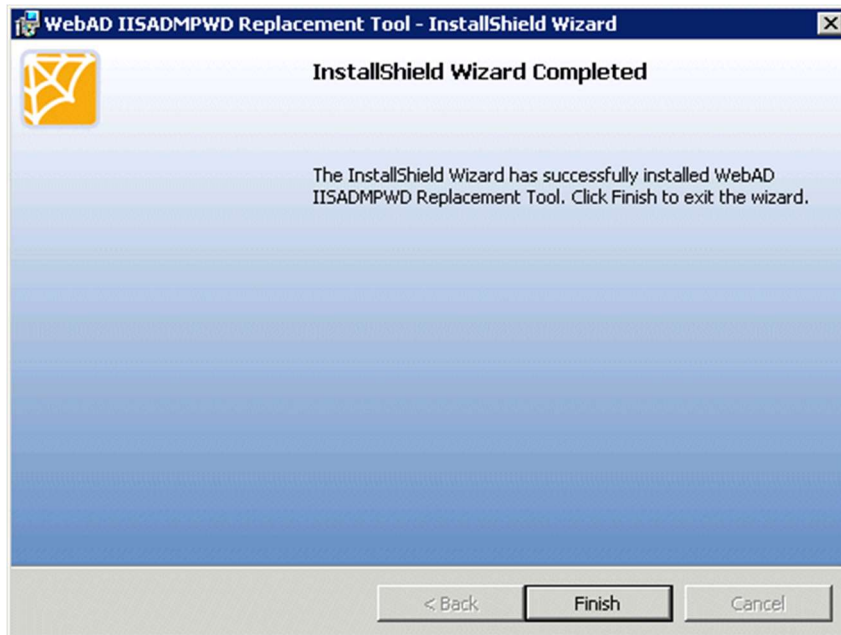 WebAD IISADMPWD Replacement Tool - InstallShield Wizard
InstallShield Wizard Completed
The InstallShield Wizard has successfully installed WebAD
IISADMPWD Replacement Tool. Click Finish to exit the wizard.
< Back
Finish
Cancel